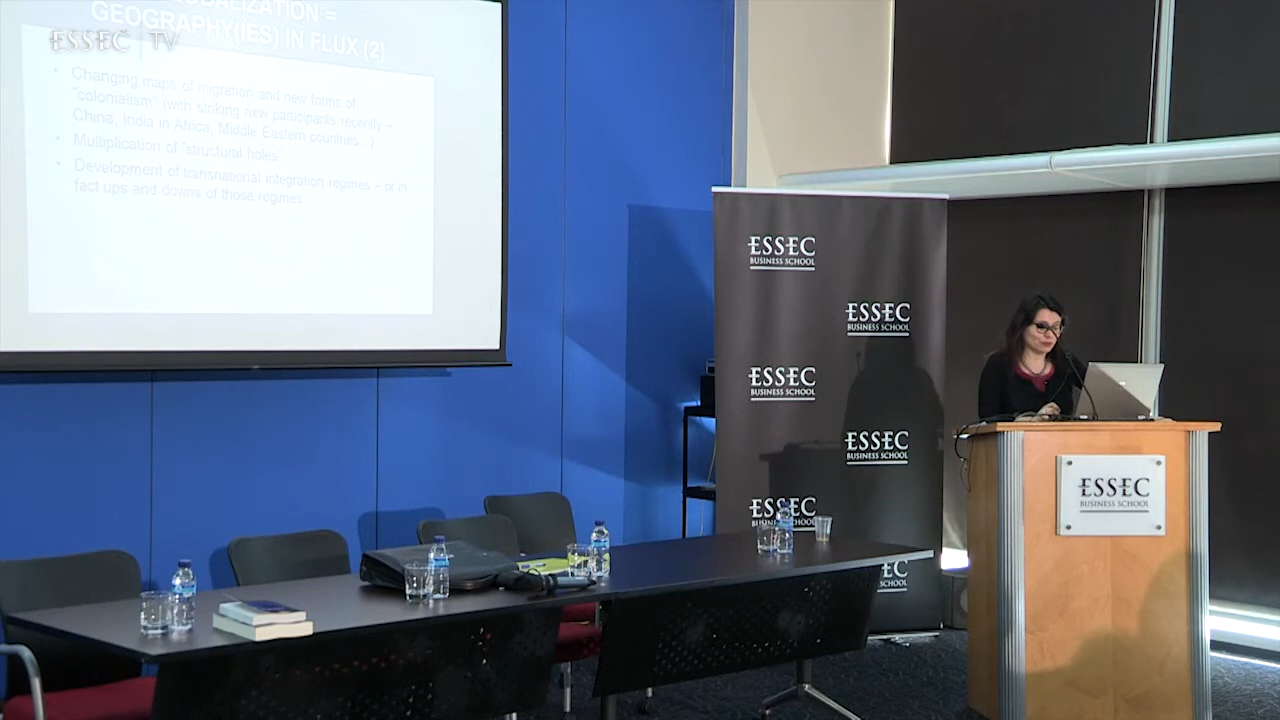 GLOBALIZATION =
GEOGRAPHY(IES) IN FLUX (2)
ESSEC TV
• Changing maps of migration and new forms of
"colonialism" (with striking new participants recently –
China, India in Africa, Middle Eastern countries...)
• Multiplication of "structural holes"
• Development of transnational integration regimes – or in
fact ups and downs of those regimes...
ESSEC
BUSINESS SCHOOL
ESSEC
BUSINESS SCHOOL
ESSEC
BUSINESS SCHOOL
ESSEC
BUSINESS SCHOOL
ESSEC
BUSINESS SCHOOL
ESSEC
BUSINESS SCHOOL